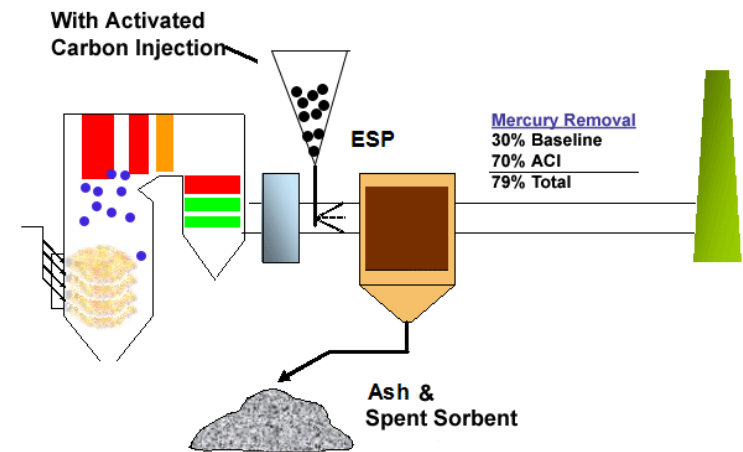 With Activated
Carbon Injection
ESP
Mercury Removal
30% Baseline
70% ACI
79% Total
Ash &
Spent Sorbent